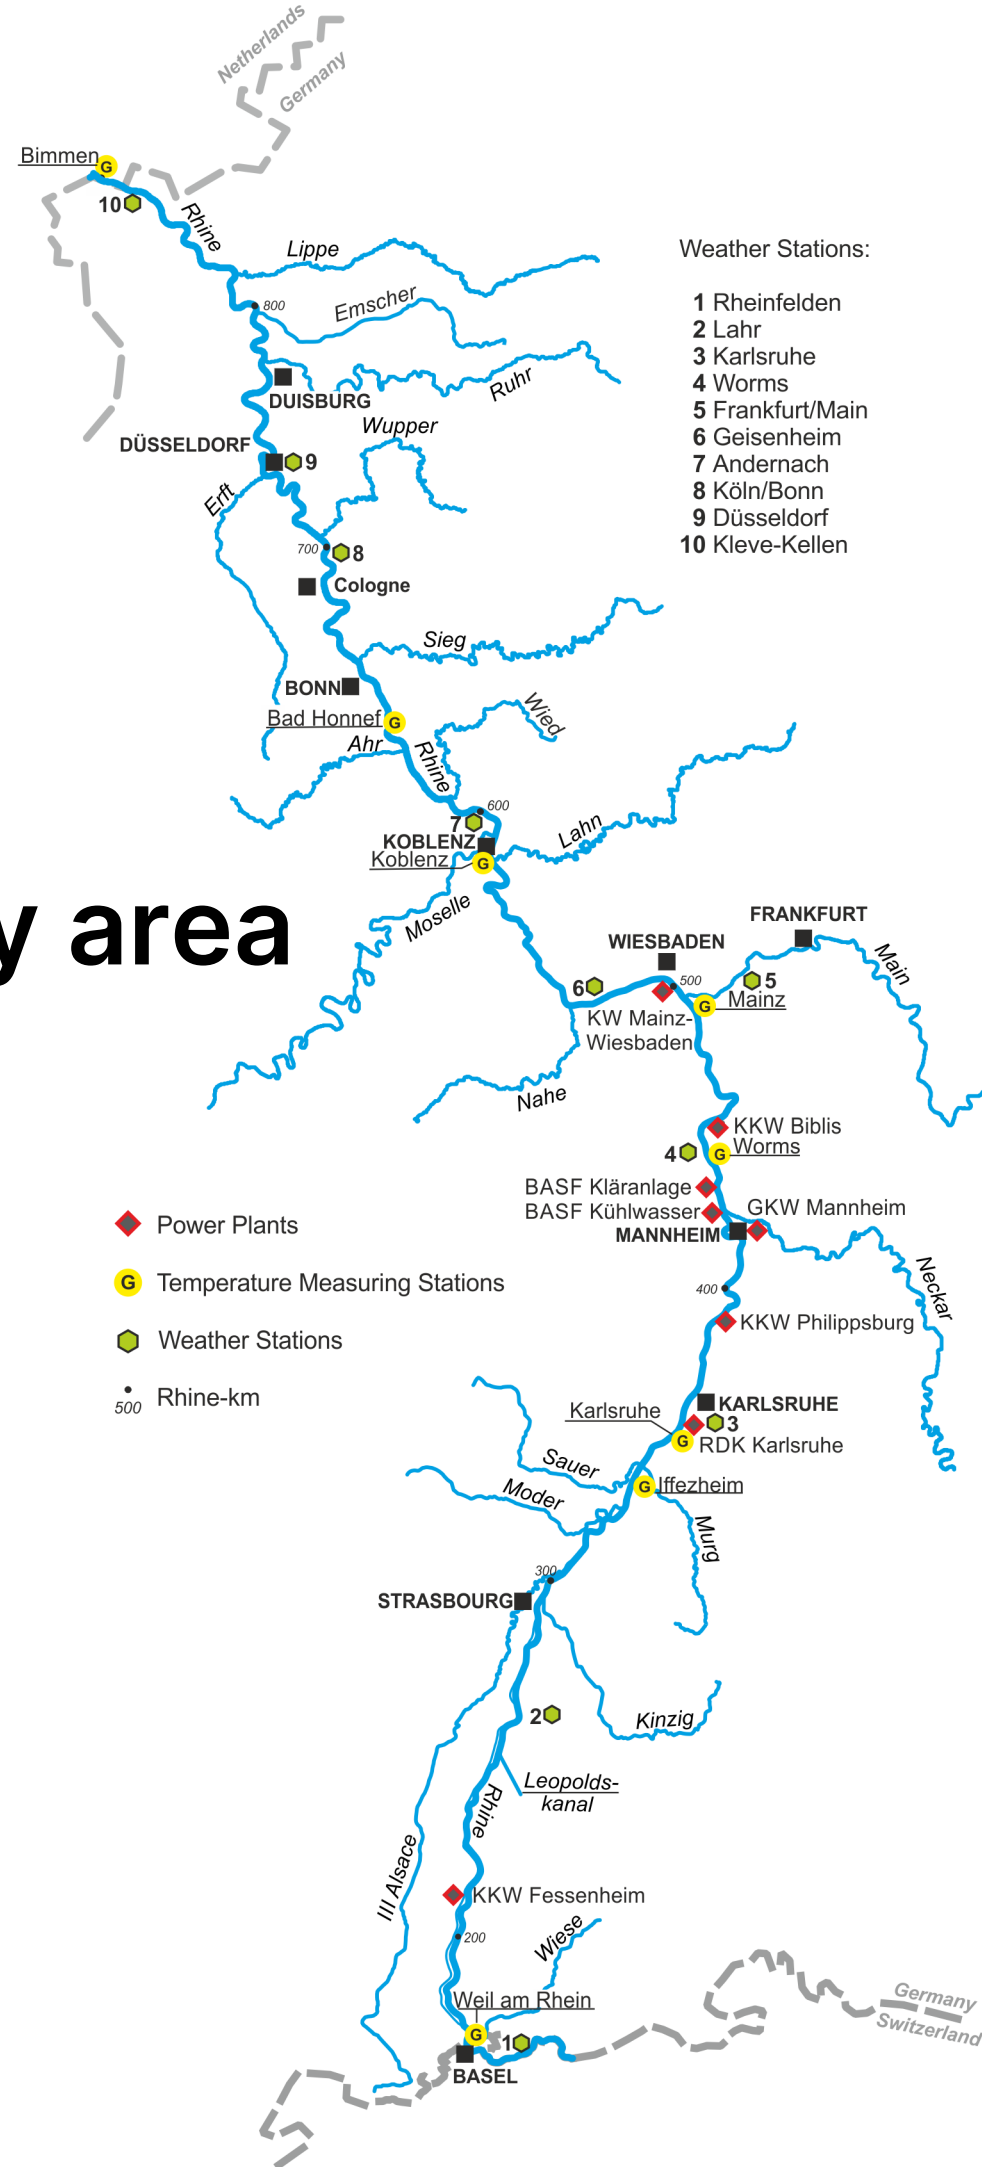 Netherlands
Germany
Bimmen
G
10
Rhine
Lippe
800
Emscher
Ruhr
DUISBURG
Wupper
DÜSSELDORF
9
Erft
700
8
Cologne
Sieg
BONN
Bad Honnef
G
Ahr
Rhine
Wied
600
7
KOBLENZ
Koblenz
G
Lahn
Moselle
Weather Stations:
1 Rheinfelden
2 Lahr
3 Karlsruhe
4 Worms
5 Frankfurt/Main
6 Geisenheim
7 Andernach
8 Köln/Bonn
9 Düsseldorf
10 Kleve-Kellen
y area
FRANKFURT
WIESBADEN
Main
6
500
5
G
Mainz
KW Mainz-
Wiesbaden
Nahe
KKW Biblis
4
G
Worms
BASF Kläranlage
BASF Kühlwasser
GKW Mannheim
MANNHEIM
Neckar
400
KKW Philippsburg
Power Plants
G
Temperature Measuring Stations
Weather Stations
500
Rhine-km
KARLSRUHE
Karlsruhe
3
G
RDK Karlsruhe
Sauer
Moder
G
Iffezheim
Murg
300
STRASBOURG
Kinzig
2
Leopolds-
kanal
Rhine
III Alsace
KKW Fessenheim
200
Wiese
Weil am Rhein
G
1
BASEL
Germany
Switzerland